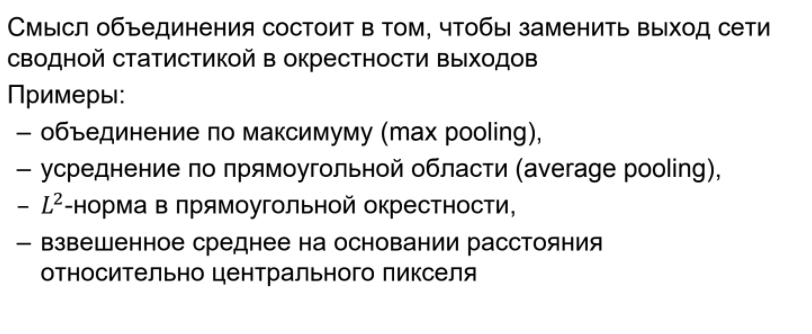 Смысл объединения состоит в том, чтобы заменить выход сети
сводной статистикой в окрестности выходов
Примеры:
– объединение по максимуму (max pooling),
– усреднение по прямоугольной области (average pooling),
– L²-норма в прямоугольной окрестности,
– взвешенное среднее на основании расстояния
относительно центрального пикселя